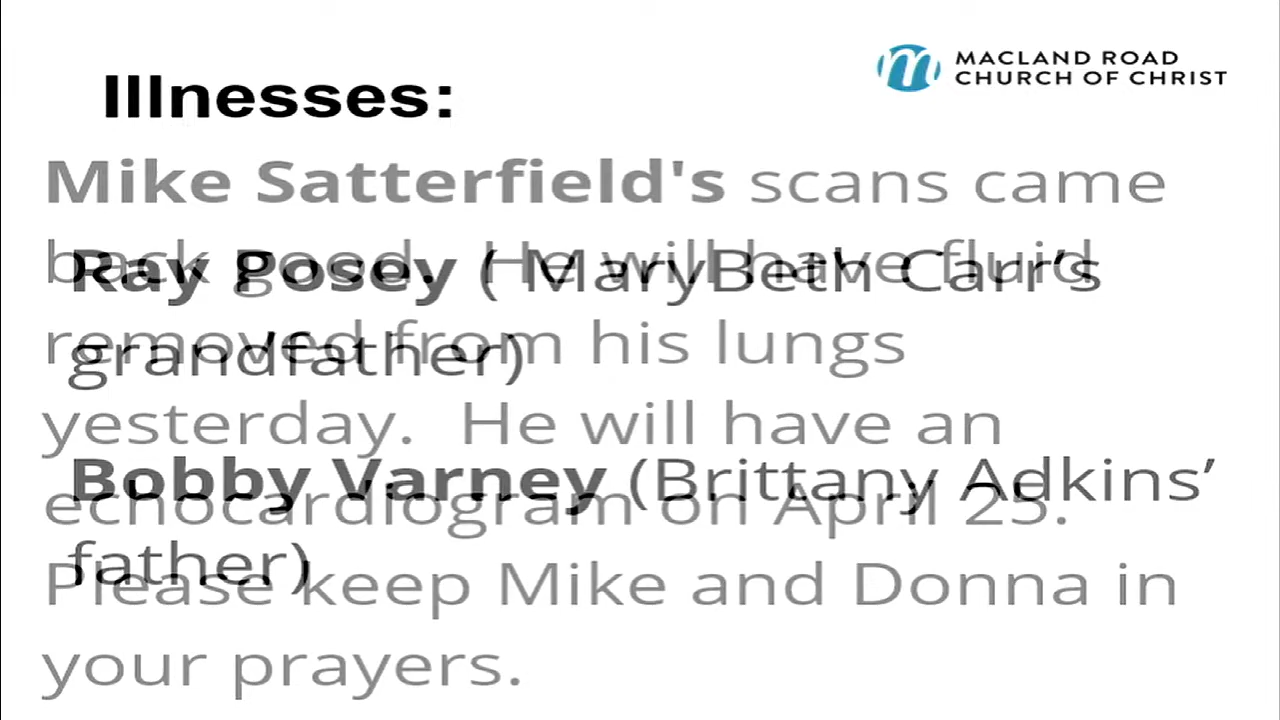 MACLAND ROAD
CHURCH OF CHRIST
Illnesses:
Mike Satterfield's scans came
back good.  He will have fluid
removed from his lungs
yesterday.  He will have an
echocardiogram on April 25.
Please keep Mike and Donna in
your prayers.
Ray Posey ( MaryBeth Carr’s
grandfather)
Bobby Varney (Brittany Adkins’
father)